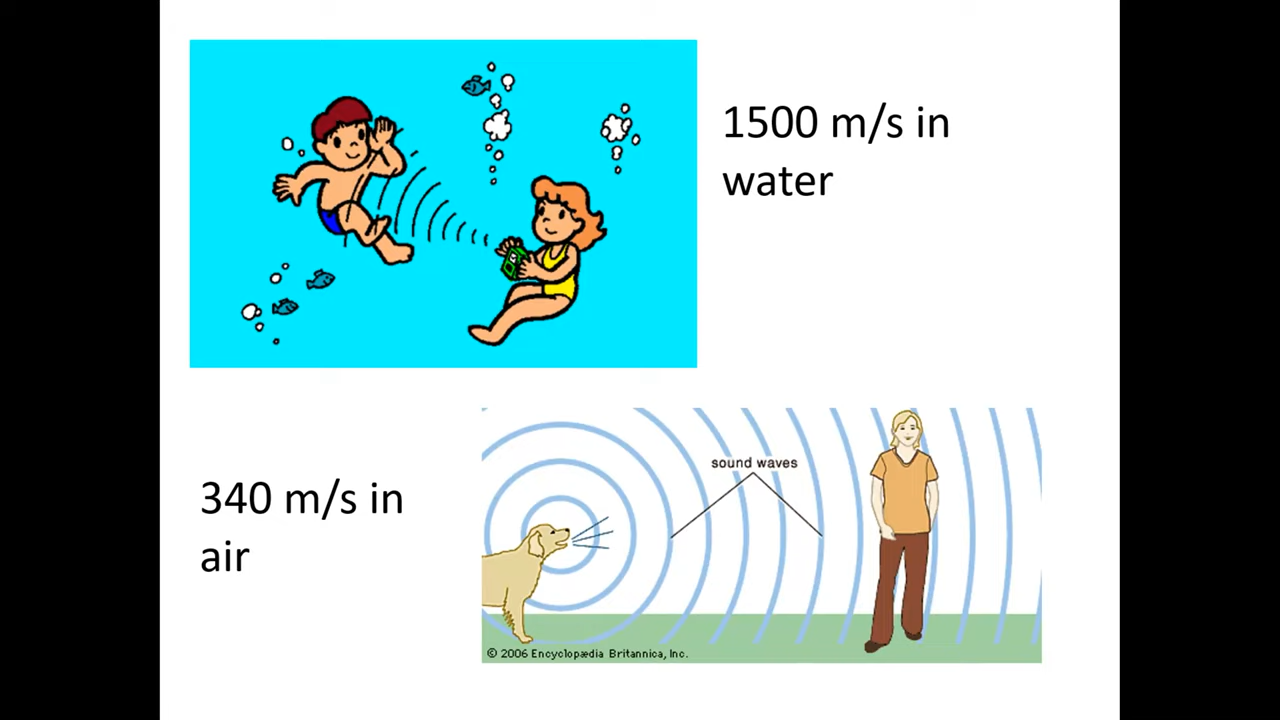 1500 m/s in
water
sound waves
340 m/s in
air
© 2006 Encyclopædia Britannica, Inc.